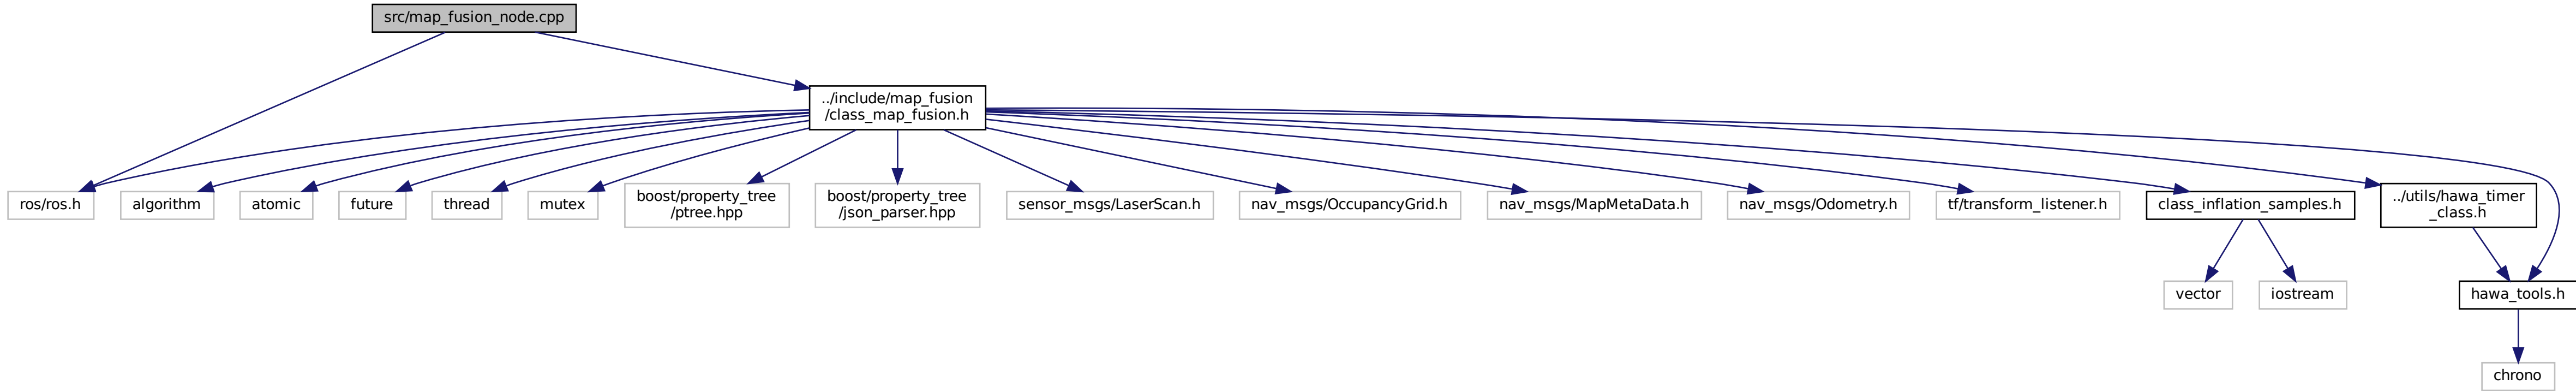 src/map_fusion_node.cpp
../include/map_fusion
/class_map_fusion.h
ros/ros.h
algorithm
atomic
future
thread
mutex
boost/property_tree
/ptree.hpp
boost/property_tree
/json_parser.hpp
sensor_msgs/LaserScan.h
nav_msgs/OccupancyGrid.h
nav_msgs/MapMetaData.h
nav_msgs/Odometry.h
tf/transform_listener.h
class_inflation_samples.h
../utils/hawa_timer
_class.h
vector
iostream
hawa_tools.h
chrono